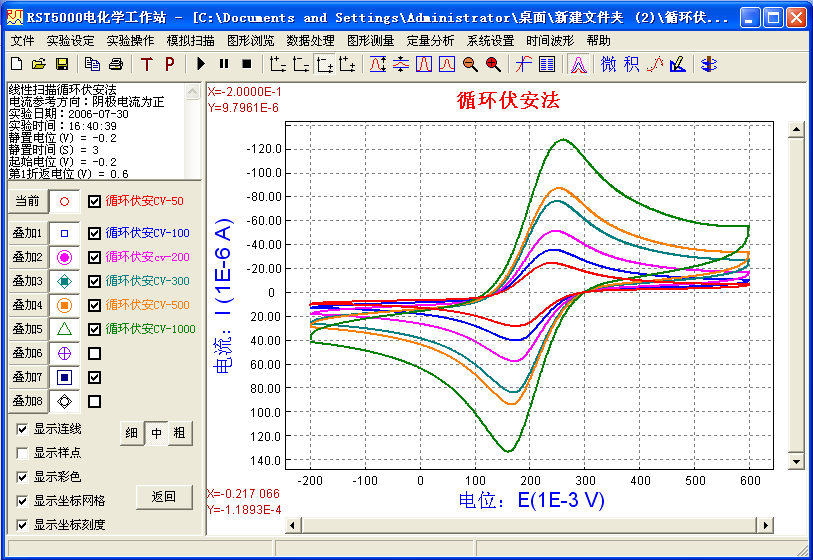 RST5000电化学工作站 - [C:\Documents and Settings\Administrator\桌面\新建文件夹 (2)\循环伏...
文件 实验设定 实验操作 模拟扫描 图形浏览 数据处理 图形测量 定量分析 系统设置 时间波形 帮助
T P 微 积
线性扫描循环伏安法
电流参考方向：阴极电流为正
实验日期：2006-07-30
实验时间：16:40:39
静置电位(V) = -0.2
静置时间(S) = 3
起始电位(V) = -0.2
第1折返电位(V) = 0.6
当前 循环伏安CV-50
叠加1 循环伏安CV-100
叠加2 循环伏安cv-200
叠加3 循环伏安CV-300
叠加4 循环伏安CV-500
叠加5 循环伏安CV-1000
叠加6
叠加7
叠加8
显示连线
显示样点
显示彩色
显示坐标网格
显示坐标刻度
细 中 粗
返回
X=-2.0000E-1
Y=9.7961E-6
循环伏安法
-120.0
-100.0
-80.00
-60.00
-40.00
-20.00
0
20.00
40.00
60.00
80.00
100.0
120.0
140.0
电流：I (1E-6 A)
-200 -100 0 100 200 300 400 500 600
电位：E(1E-3 V)
X=-0.217 066
Y=-1.1893E-4